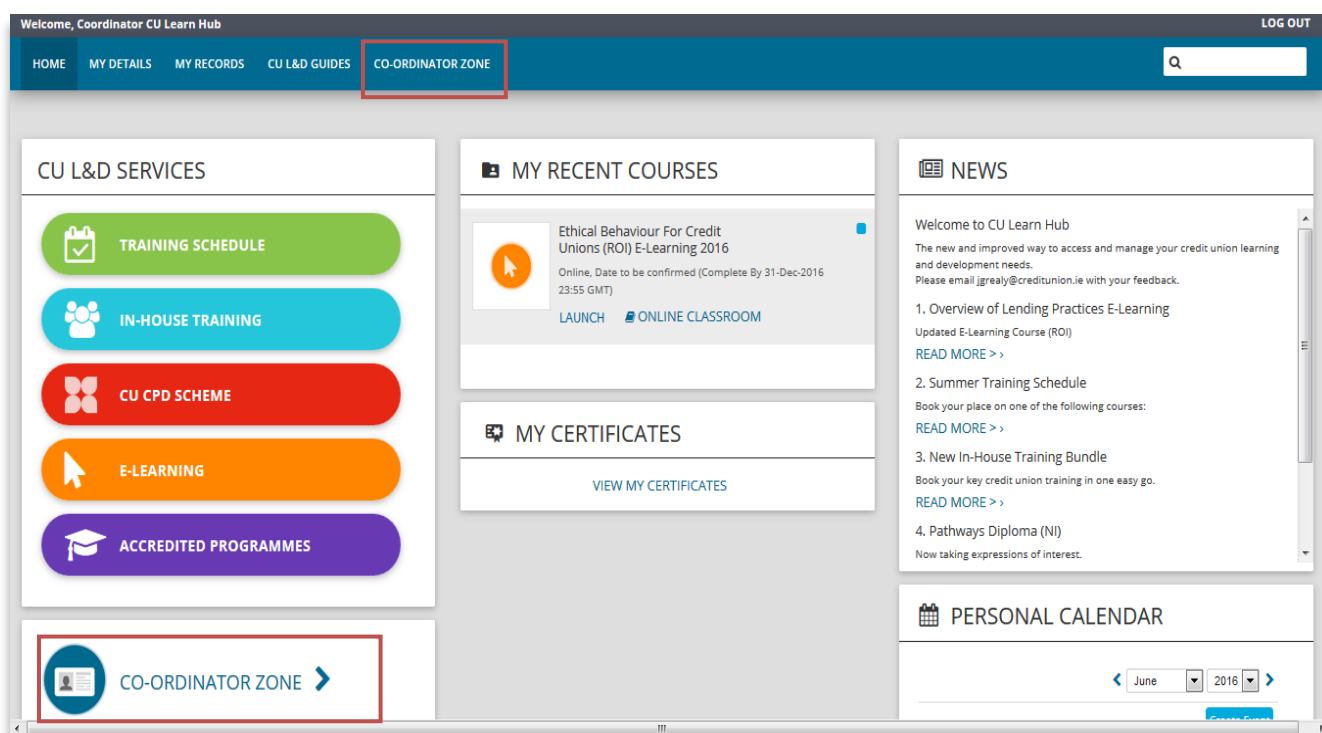 Welcome, Coordinator CU Learn Hub
LOG OUT
HOME MY DETAILS MY RECORDS CU L&D GUIDES CO-ORDINATOR ZONE
CU L&D SERVICES
TRAINING SCHEDULE
IN-HOUSE TRAINING
CU CPD SCHEME
E-LEARNING
ACCREDITED PROGRAMMES
CO-ORDINATOR ZONE
MY RECENT COURSES
Ethical Behaviour For Credit
Unions (ROI) E-Learning 2016
Online, Date to be confirmed (Complete By 31-Dec-2016
23:55 GMT)
LAUNCH ONLINE CLASSROOM
MY CERTIFICATES
VIEW MY CERTIFICATES
NEWS
Welcome to CU Learn Hub
The new and improved way to access and manage your credit union learning
and development needs.
Please email jgrealy@creditunion.ie with your feedback.
1. Overview of Lending Practices E-Learning
Updated E-Learning Course (ROI)
READ MORE > ›
2. Summer Training Schedule
Book your place on one of the following courses:
READ MORE > ›
3. New In-House Training Bundle
Book your key credit union training in one easy go.
READ MORE > ›
4. Pathways Diploma (NI)
Now taking expressions of interest.
PERSONAL CALENDAR
June 2016
Create Event